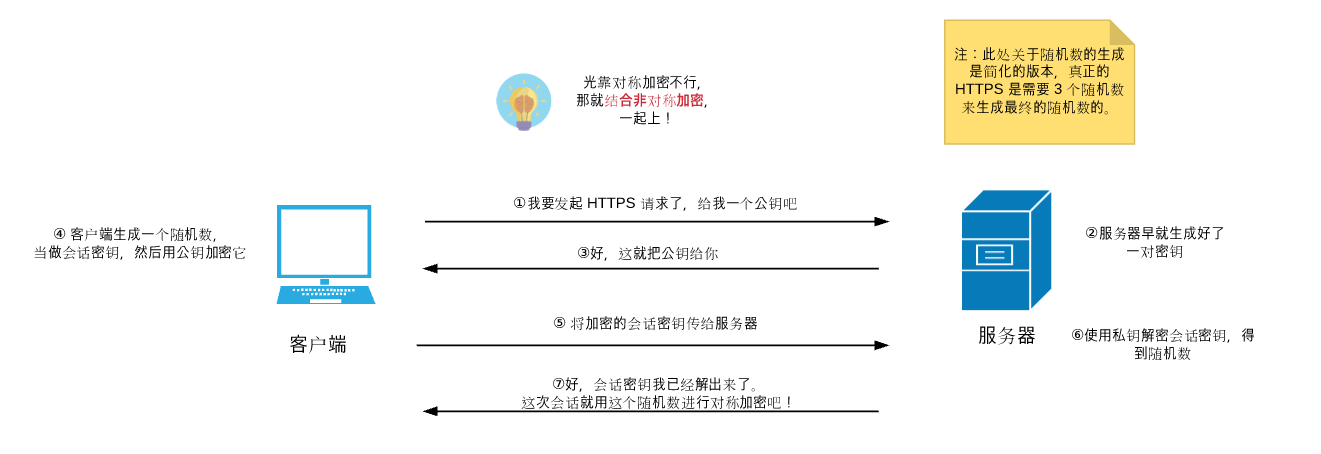 注：此处关于随机数的生成
是简化的版本，真正的
HTTPS 是需要 3 个随机数
来生成最终的随机数的。
光靠对称加密不行，
那就结合非对称加密，
一起上！
①我要发起 HTTPS 请求了，给我一个公钥吧
④ 客户端生成一个随机数，
当做会话密钥，然后用公钥加密它
②服务器早就生成好了
一对密钥
③好，这就把公钥给你
⑤ 将加密的会话密钥传给服务器
客户端
服务器
⑥使用私钥解密会话密钥，得
到随机数
⑦好，会话密钥我已经解出来了。
这次会话就用这个随机数进行对称加密吧！